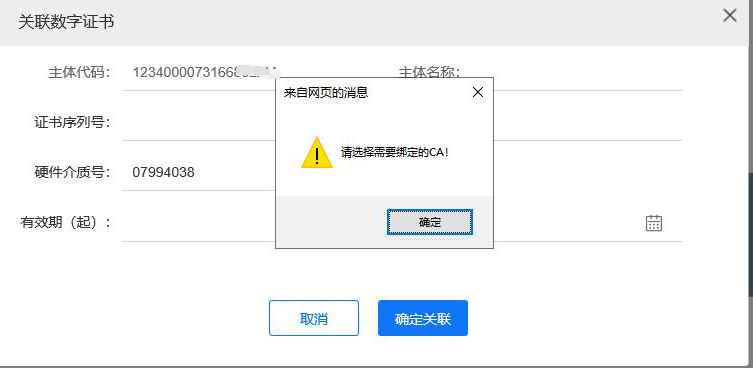 关联数字证书
主体代码： 1234000073166 主体名称：
来自网页的消息
证书序列号：
请选择需要绑定的CA！
硬件介质号： 07994038
有效期（起）：
确定
取消 确定关联